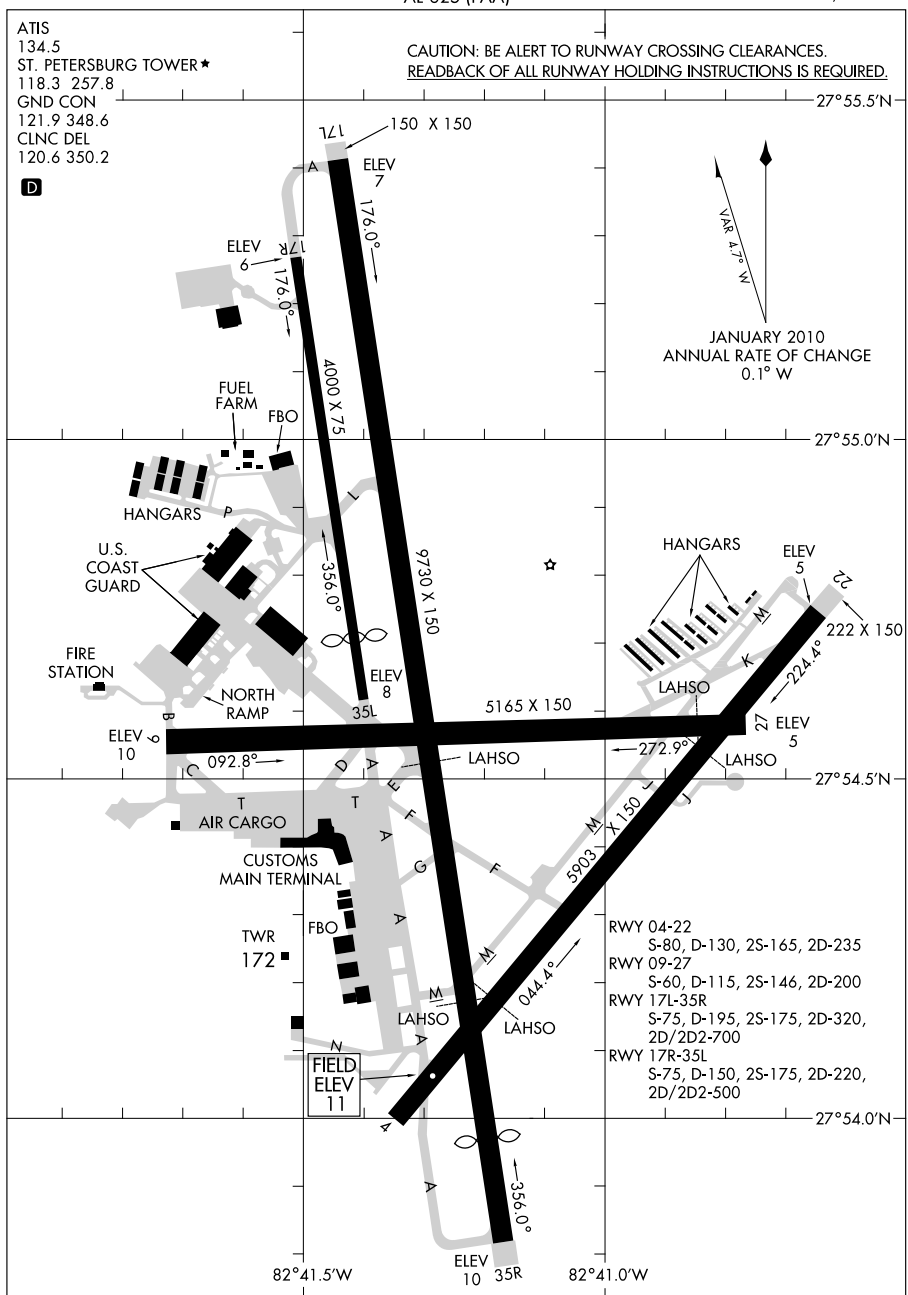 AL-625 (FAA)
ATIS
134.5
ST. PETERSBURG TOWER ★
118.3 257.8
GND CON
121.9 348.6
CLNC DEL
120.6 350.2
D
CAUTION: BE ALERT TO RUNWAY CROSSING CLEARANCES.
READBACK OF ALL RUNWAY HOLDING INSTRUCTIONS IS REQUIRED.
27°55.5'N
17L
150 X 150
A
ELEV
7
176.0°
VAR 4.7° W
JANUARY 2010
ANNUAL RATE OF CHANGE
0.1° W
ELEV
6
17R
176.0°
4000 X 75
FUEL
FARM
FBO
27°55.0'N
HANGARS
P
L
U.S.
COAST
GUARD
356.0°
9730 X 150
HANGARS
ELEV
5
22
222 X 150
M
K
224.4°
FIRE
STATION
NORTH
RAMP
ELEV
8
35L
5165 X 150
LAHSO
B
9
ELEV
10
092.8°
272.9°
27
ELEV
5
LAHSO
LAHSO
27°54.5'N
C
D
A
E
F
T
T
AIR CARGO
J
J
M
5903 X 150
CUSTOMS
MAIN TERMINAL
A
G
F
A
FBO
TWR
172
M
M
044.4°
LAHSO
LAHSO
RWY 04-22
S-80, D-130, 2S-165, 2D-235
RWY 09-27
S-60, D-115, 2S-146, 2D-200
RWY 17L-35R
S-75, D-195, 2S-175, 2D-320,
2D/2D2-700
RWY 17R-35L
S-75, D-150, 2S-175, 2D-220,
2D/2D2-500
N
A
FIELD
ELEV
11
4
27°54.0'N
A
356.0°
ELEV
10
35R
82°41.5'W
82°41.0'W